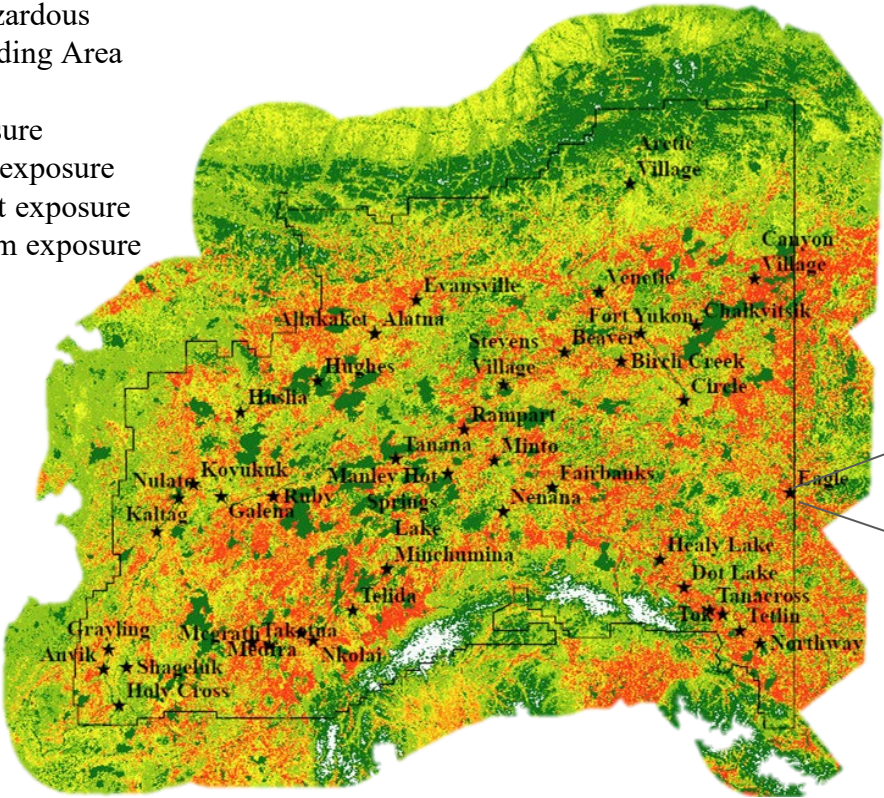 zardous
ding Area
sure
exposure
t exposure
m exposure
Arctic
Village
Canyon
Village
Evansville
Venetie
Allakaket
Alatna
Fort Yukon
Chalkyitsik
Stevens
Village
Beaver
Birch Creek
Hughes
Circle
Huslia
Rampart
Tanana
Minto
Nulato
Koyukuk
Manley Hot
Springs
Fairbanks
Eagle
Galena
Ruby
Nenana
Kaltag
Lake
Minchumina
Healy Lake
Dot Lake
Telida
Tanacross
Tok
Tetlin
Grayling
Mcgrath
Takotna
Medfra
Nkolai
Northway
Anvik
Shageluk
Holy Cross